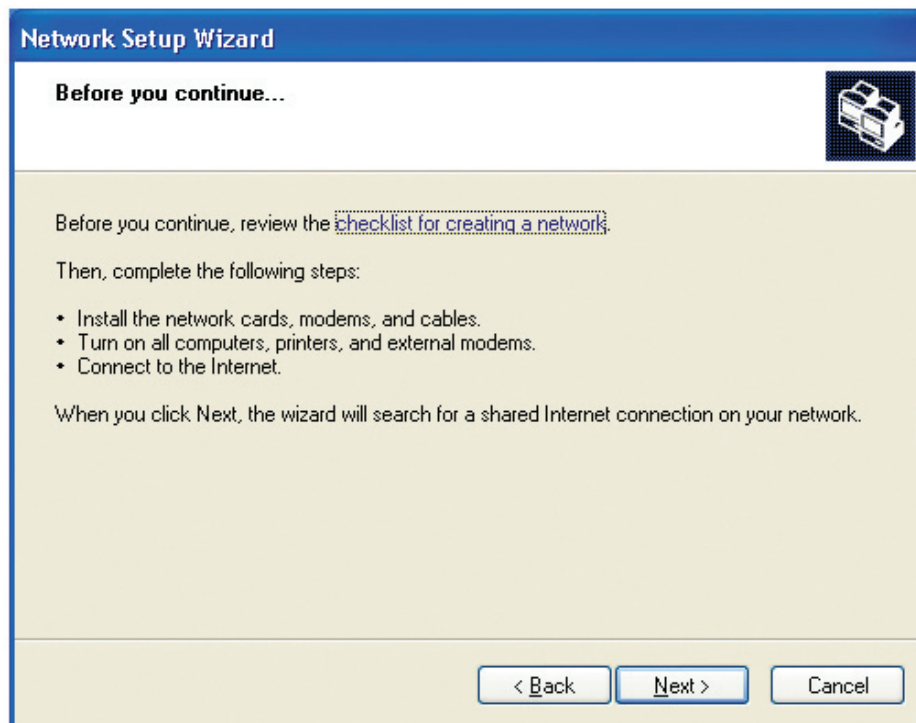 Network Setup Wizard
Before you continue...
Before you continue, review the checklist for creating a network.
Then, complete the following steps:
• Install the network cards, modems, and cables.
• Turn on all computers, printers, and external modems.
• Connect to the Internet.
When you click Next, the wizard will search for a shared Internet connection on your network.
< Back
Next >
Cancel